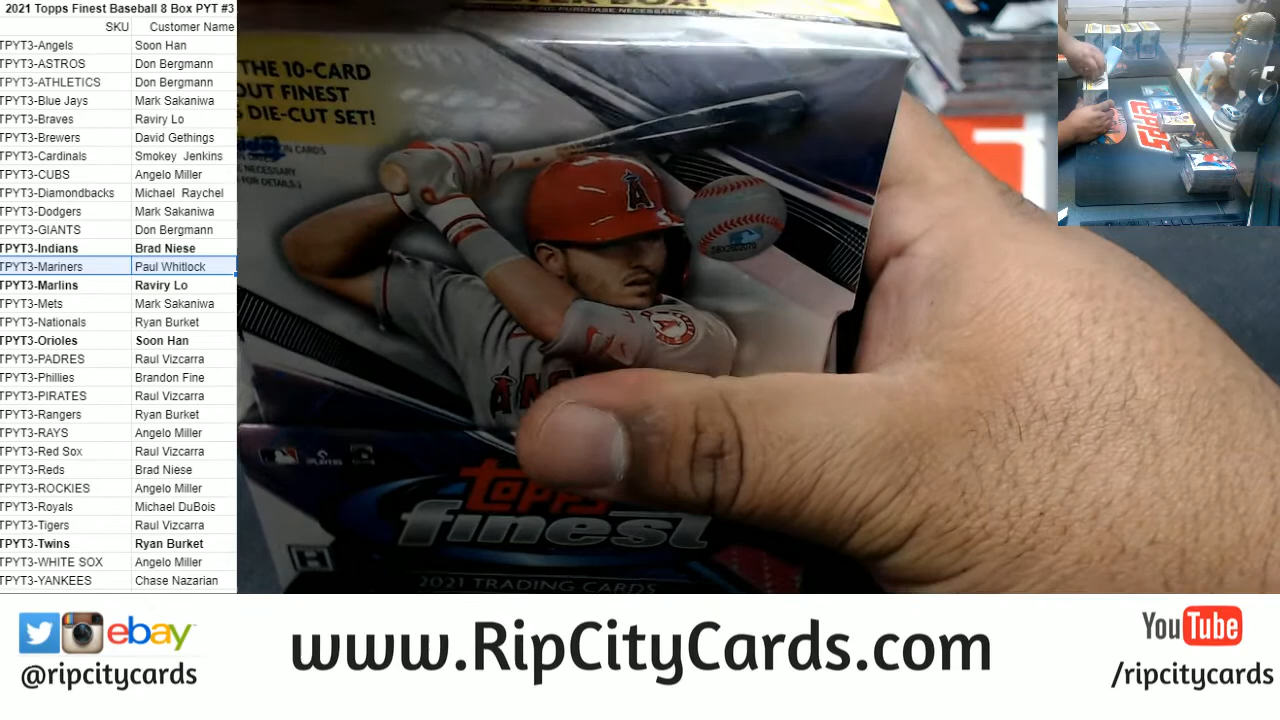 2021 Topps Finest Baseball 8 Box PYT #3
SKU Customer Name
TPYT3-Angels Soon Han
TPYT3-ASTROS Don Bergmann
TPYT3-ATHLETICS Don Bergmann
TPYT3-Blue Jays Mark Sakaniwa
TPYT3-Braves Raviry Lo
TPYT3-Brewers David Gethings
TPYT3-Cardinals Smokey Jenkins
TPYT3-CUBS Angelo Miller
TPYT3-Diamondbacks Michael Raychel
TPYT3-Dodgers Mark Sakaniwa
TPYT3-GIANTS Don Bergmann
TPYT3-Indians Brad Niese
TPYT3-Mariners Paul Whitlock
TPYT3-Marlins Raviry Lo
TPYT3-Mets Mark Sakaniwa
TPYT3-Nationals Ryan Burket
TPYT3-Orioles Soon Han
TPYT3-PADRES Raul Vizcarra
TPYT3-Phillies Brandon Fine
TPYT3-PIRATES Raul Vizcarra
TPYT3-Rangers Ryan Burket
TPYT3-RAYS Angelo Miller
TPYT3-Red Sox Raul Vizcarra
TPYT3-Reds Brad Niese
TPYT3-ROCKIES Angelo Miller
TPYT3-Royals Michael DuBois
TPYT3-Tigers Raul Vizcarra
TPYT3-Twins Ryan Burket
TPYT3-WHITE SOX Angelo Miller
TPYT3-YANKEES Chase Nazarian
THE 10-CARD
OUT FINEST
DIE-CUT SET!
NECESSARY
FOR DETAILS.
A
topps
finest
H
2021 TRADING CARDS
topps
ebay
@ripcitycards
www.RipCityCards.com
YouTube
/ripcitycards